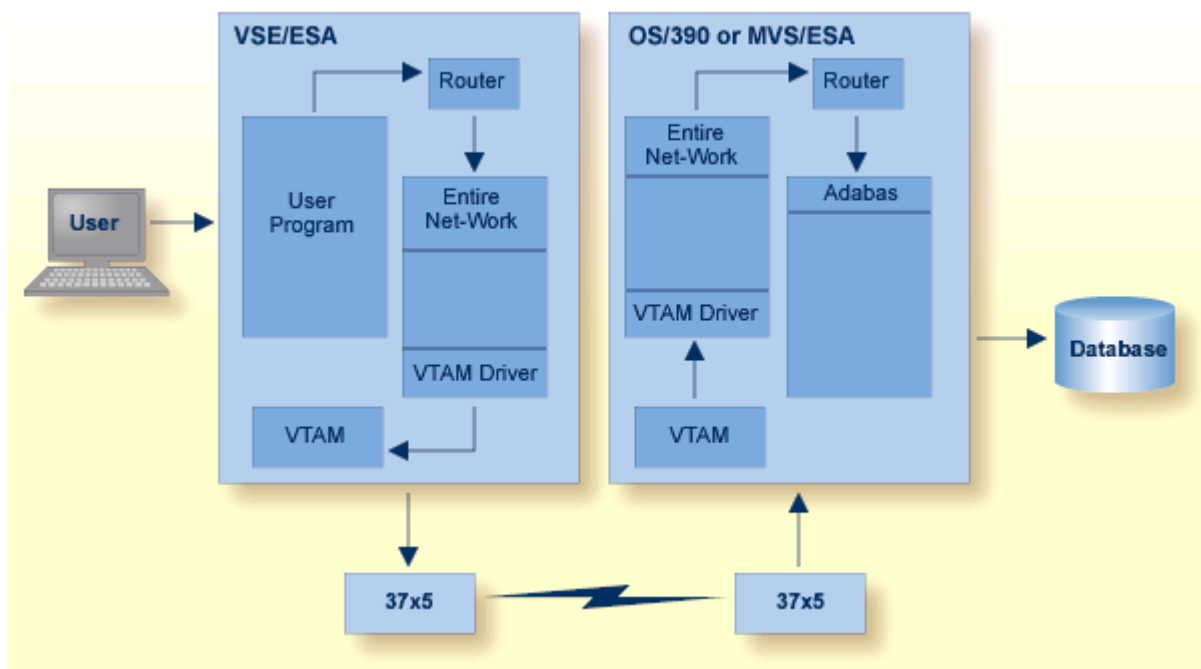 VSE/ESA
Router
User
Program
Entire
Net-Work
VTAM Driver
VTAM
User
OS/390 or MVS/ESA
Router
Entire
Net-Work
Adabas
VTAM Driver
VTAM
Database
37x5
37x5